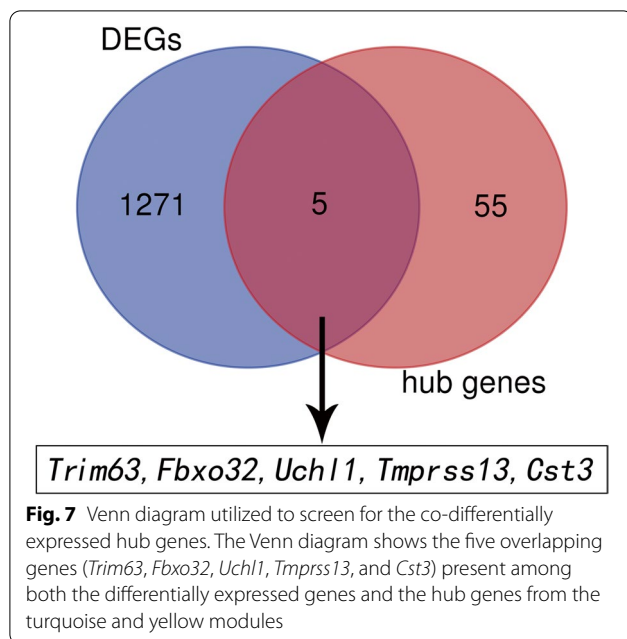 DEGs
1271
5
55
hub genes
Trim63, Fbxo32, Uchl1, Tmprss13, Cst3
Fig. 7 Venn diagram utilized to screen for the co-differentially
expressed hub genes. The Venn diagram shows the five overlapping
genes (Trim63, Fbxo32, Uchl1, Tmprss13, and Cst3) present among
both the differentially expressed genes and the hub genes from the
turquoise and yellow modules